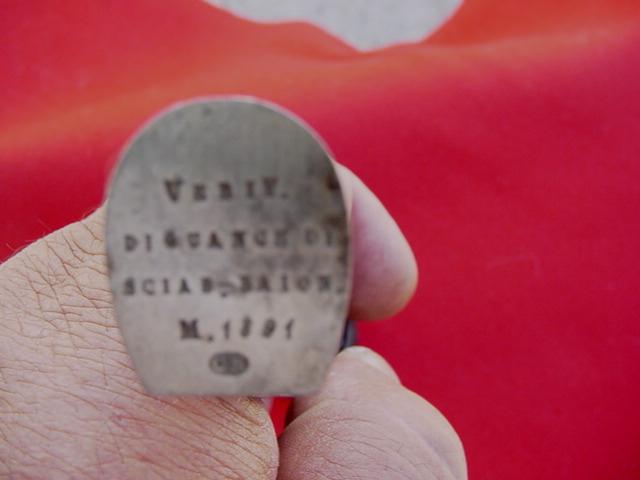 VERIF.
DI GUANCE DI
SCIAB. BAION.
M. 1891